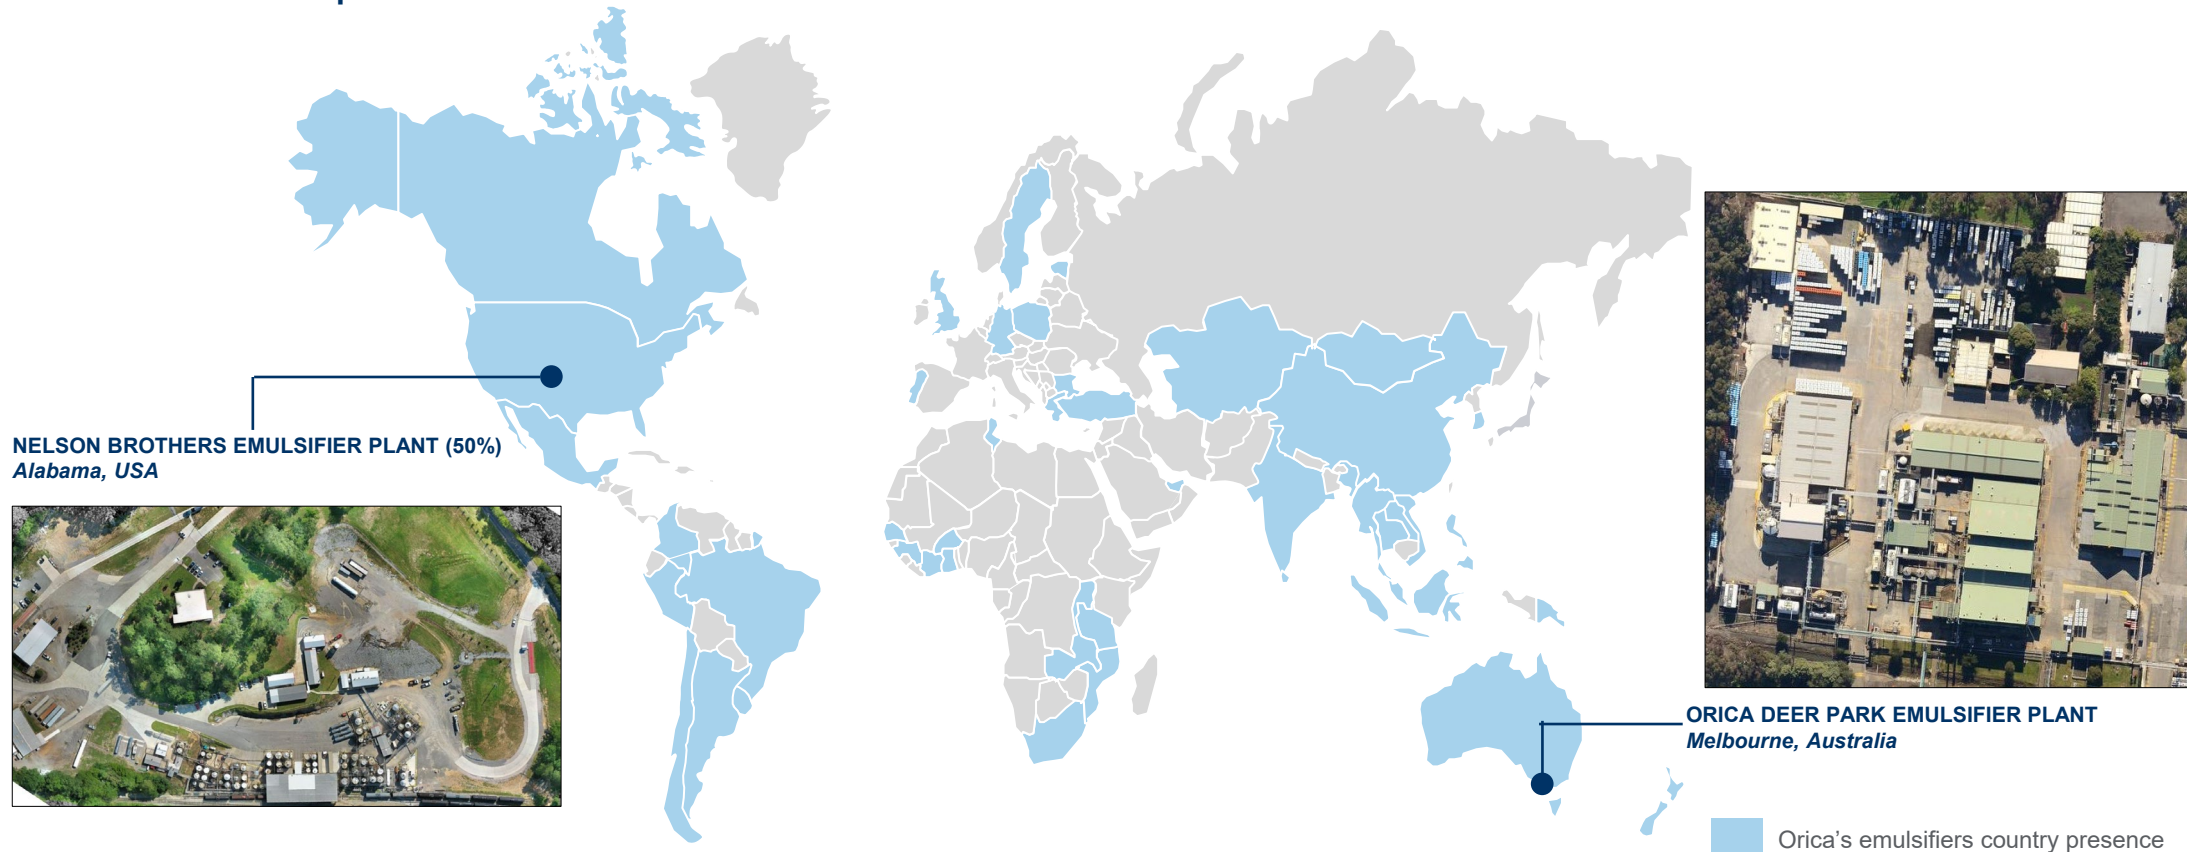 NELSON BROTHERS EMULSIFIER PLANT (50%)
Alabama, USA
ORICA DEER PARK EMULSIFIER PLANT
Melbourne, Australia
Orica's emulsifiers country presence